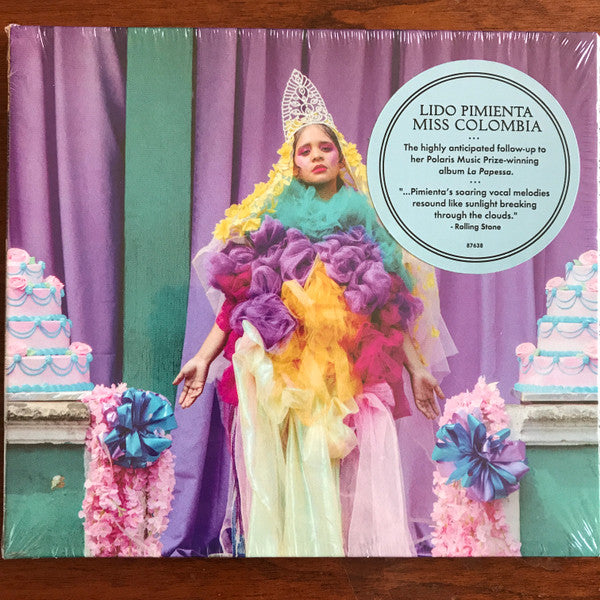 LIDO PIMIENTA
MISS COLOMBIA
...
The highly anticipated follow-up to
her Polaris Music Prize-winning
album La Papessa.
...
"...Pimienta's soaring vocal melodies
resound like sunlight breaking
through the clouds."
- Rolling Stone
87638